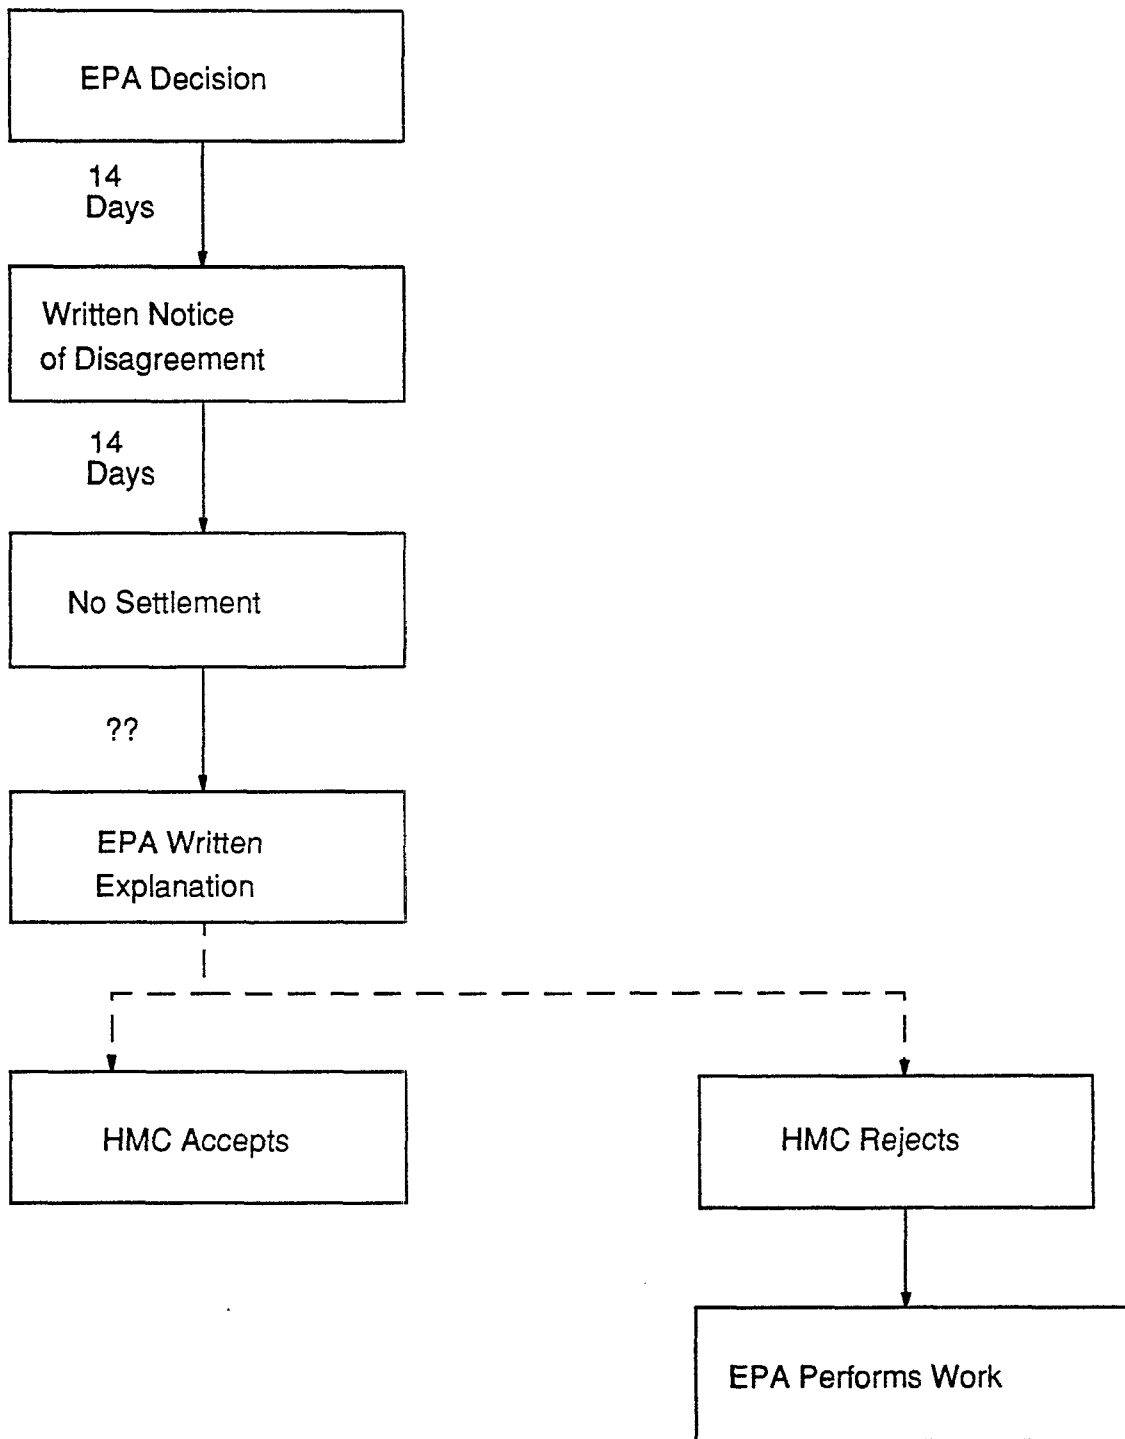 EPA Decision
14
Days
Written Notice
of Disagreement
14
Days
No Settlement
??
EPA Written
Explanation
HMC Accepts
HMC Rejects
EPA Performs Work